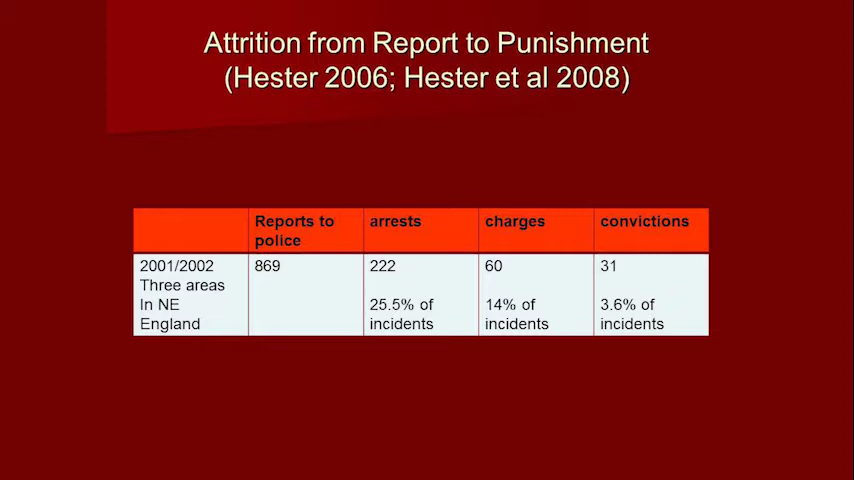 Attrition from Report to Punishment
(Hester 2006; Hester et al 2008)
Reports to police
arrests
charges
convictions
2001/2002
Three areas
In NE
England
869
222
25.5% of
incidents
60
14% of
incidents
31
3.6% of
incidents